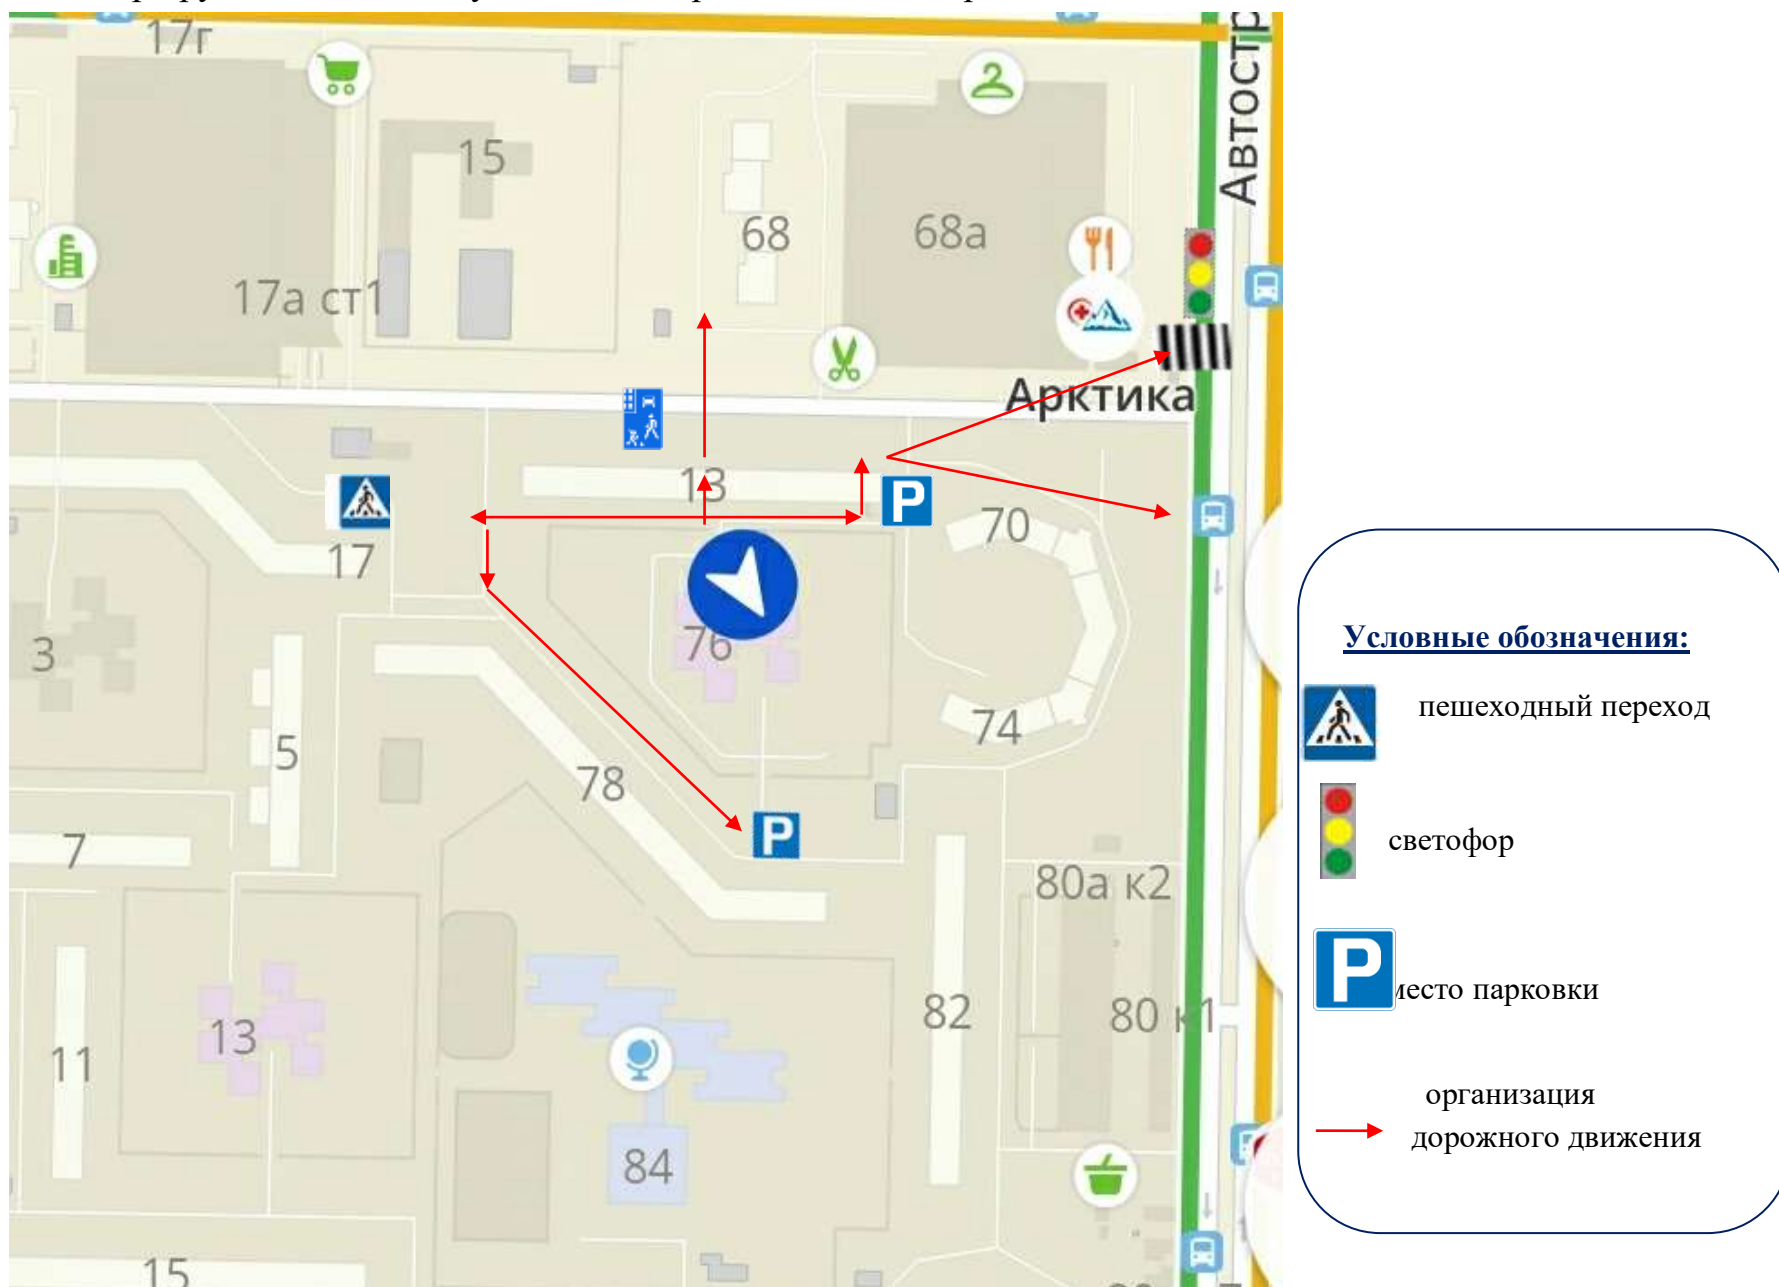 17г
15
68
68а
17а ст1
Автостр
Арктика
13
17
70
76
3
74
5
78
7
80а к2
82
80 к1
13
11
84
15
P
P
Условные обозначения:
пешеходный переход
светофор
P
место парковки
организация
дорожного движения